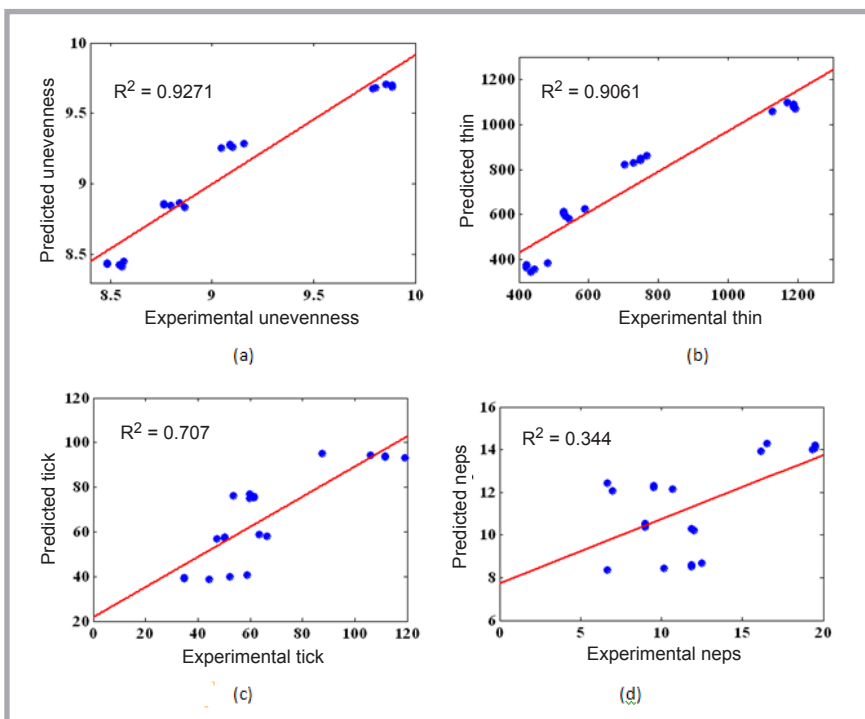 10
9.5
9
8.5
Predicted unevenness
R² = 0.9271
8.5 9 9.5 10
Experimental unevenness
(a)
1200
1000
800
600
400
Predicted thin
R² = 0.9061
400 600 800 1000 1200
Experimental thin
(b)
120
100
80
60
40
20
Predicted tick
R² = 0.707
0 20 40 60 80 100 120
Experimental tick
(c)
16
14
12
10
8
6
Predicted neps
R² = 0.344
0 5 10 15 20
Experimental neps
(d)